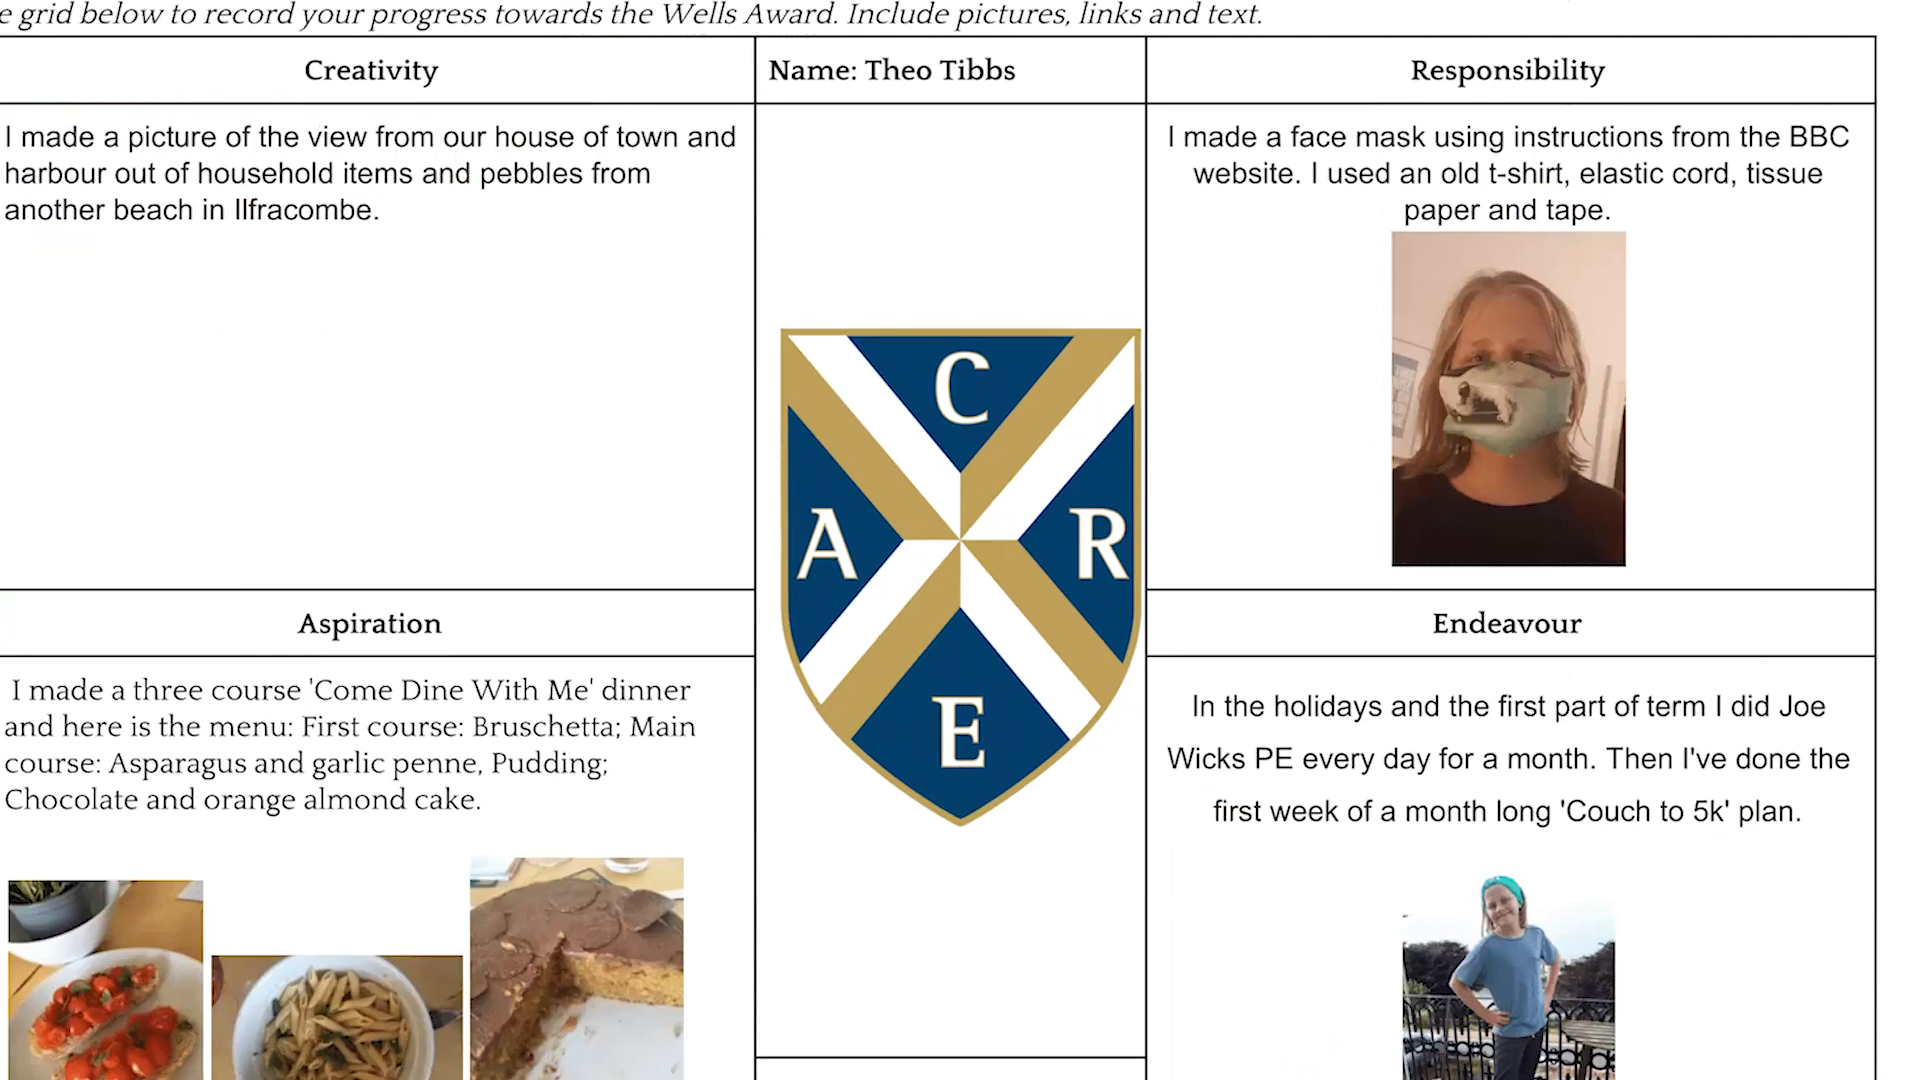 e grid below to record your progress towards the Wells Award. Include pictures, links and text.
Creativity
Name: Theo Tibbs
Responsibility
I made a picture of the view from our house of town and
harbour out of household items and pebbles from
another beach in Ilfracombe.
I made a face mask using instructions from the BBC
website. I used an old t-shirt, elastic cord, tissue
paper and tape.
C
A
R
E
Aspiration
Endeavour
I made a three course 'Come Dine With Me' dinner
and here is the menu: First course: Bruschetta; Main
course: Asparagus and garlic penne, Pudding;
Chocolate and orange almond cake.
In the holidays and the first part of term I did Joe
Wicks PE every day for a month. Then I've done the
first week of a month long 'Couch to 5k' plan.